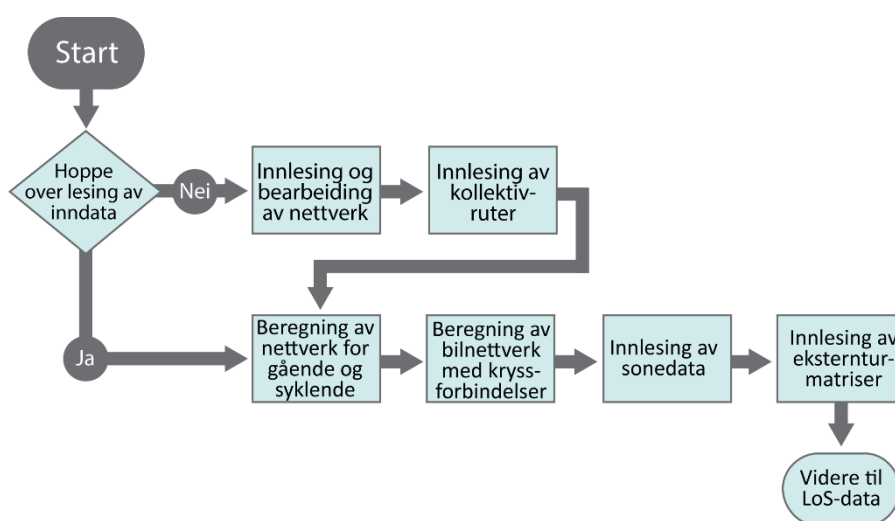 Start
Hoppe
over lesing av
inndata
Nei
Innlesing og
bearbeiding
av nettverk
Innlesing av
kollektiv-
ruter
Ja
Beregning av
nettverk for
gående og
syklende
Beregning av
bilnettverk
med kryss-
forbindelser
Innlesing av
sonedata
Innlesing av
eksterntur-
matriser
Videre til
LoS-data